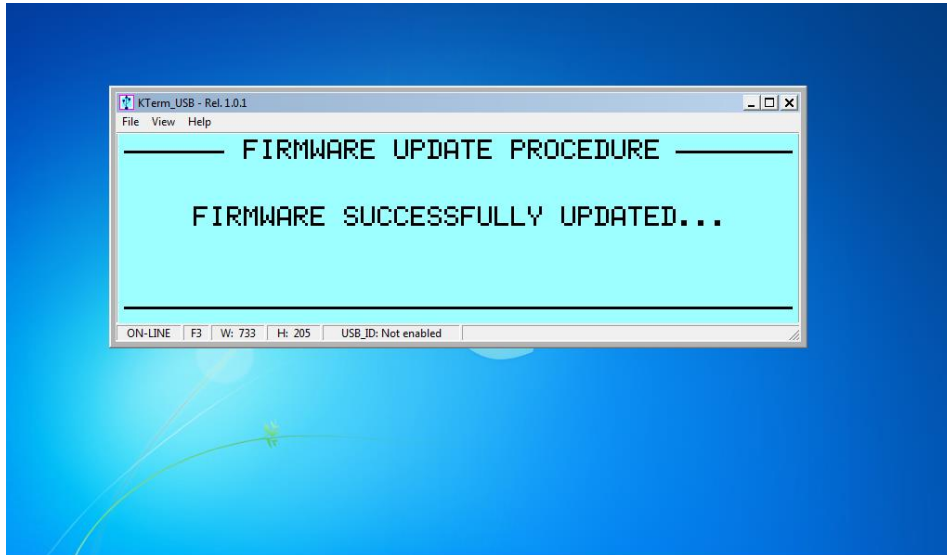 KTerm_USB - Rel. 1.0.1
File View Help
FIRMWARE UPDATE PROCEDURE
FIRMWARE SUCCESSFULLY UPDATED...
ON-LINE F3 W: 733 H: 205 USB_ID: Not enabled